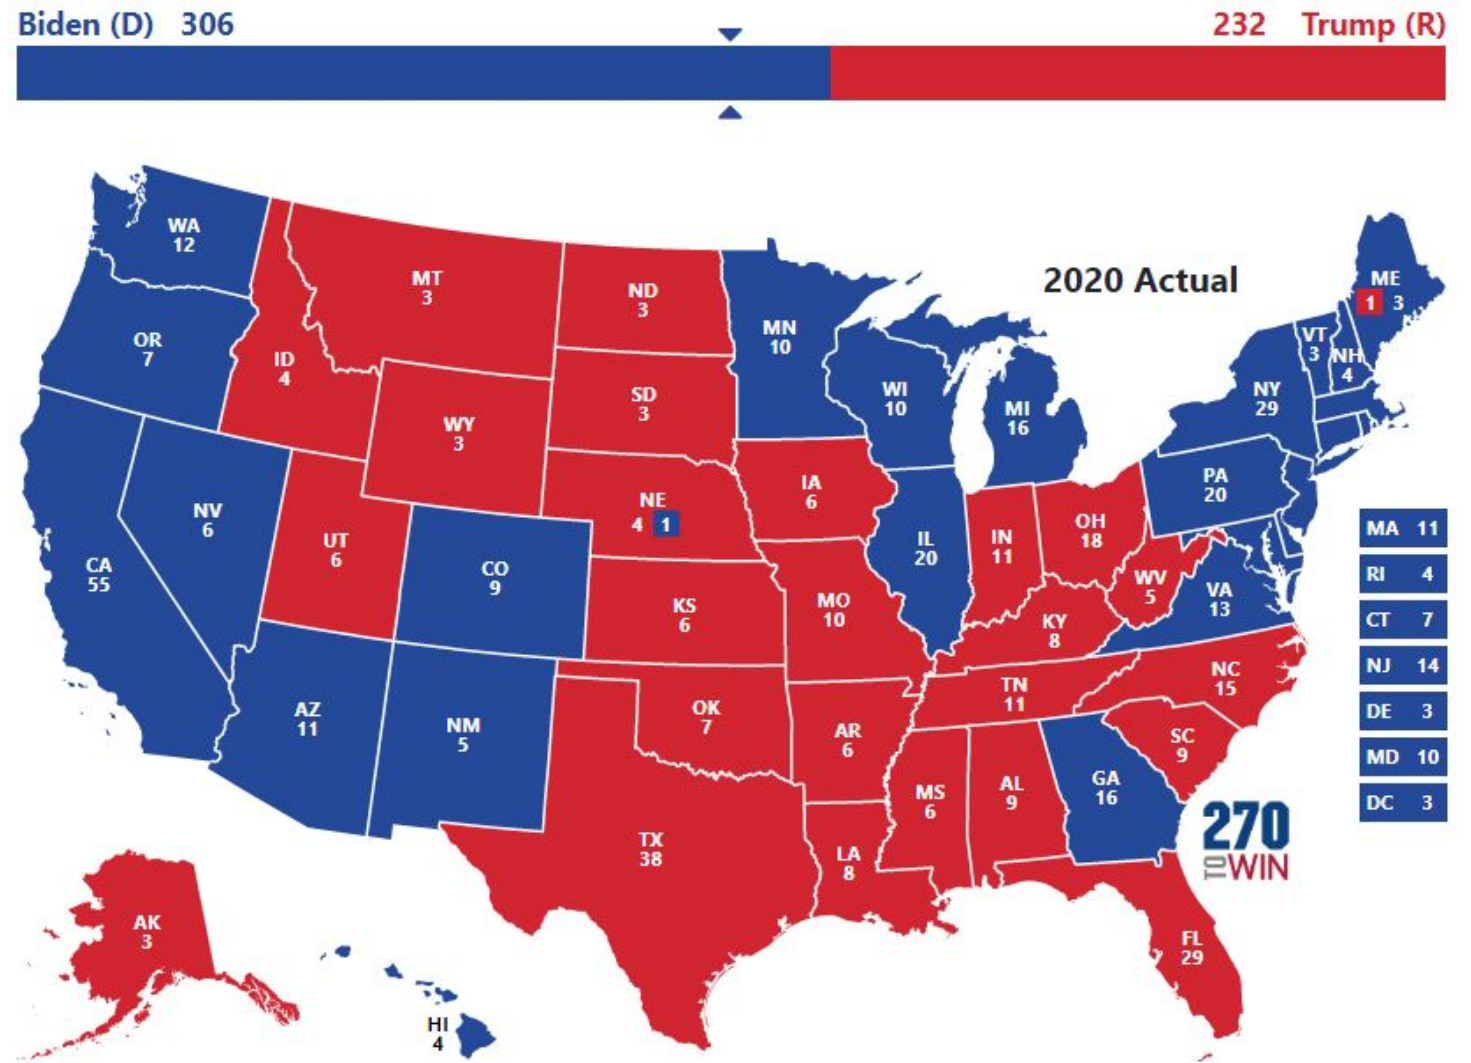 Biden (D) 306
232 Trump (R)
2020 Actual
WA
12
OR
7
CA
55
NV
6
ID
4
MT
3
WY
3
UT
6
AZ
11
CO
9
NM
5
ND
3
SD
3
NE
4 1
KS
6
OK
7
TX
38
MN
10
IA
6
MO
10
AR
6
LA
8
WI
10
IL
20
MI
16
IN
11
OH
18
KY
8
TN
11
MS
6
AL
9
GA
16
FL
29
SC
9
NC
15
VA
13
WV
5
PA
20
NY
29
VT
3
NH
4
ME
1 3
MA 11
RI 4
CT 7
NJ 14
DE 3
MD 10
DC 3
AK
3
HI
4
270
TO WIN